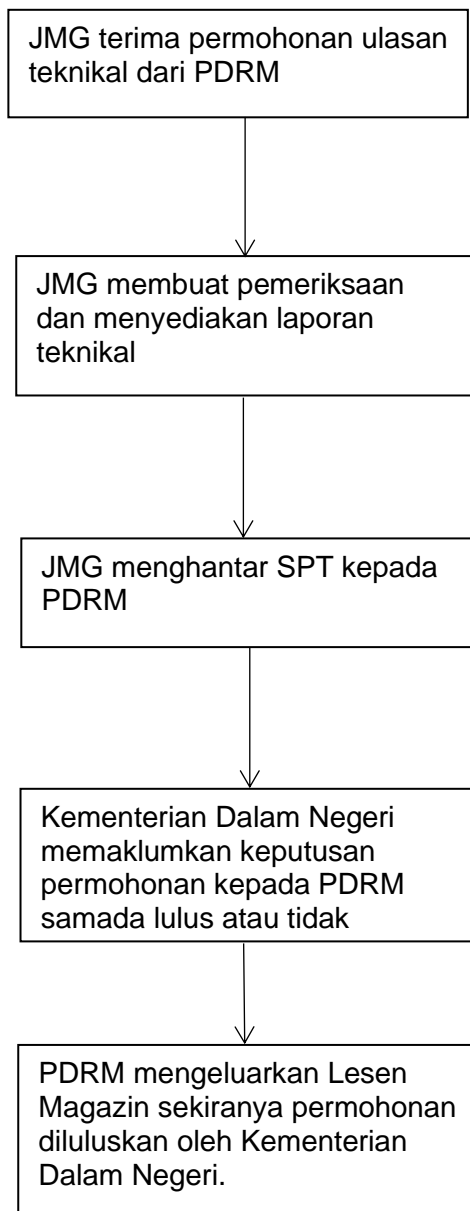 JMG terima permohonan ulasan
teknikal dari PDRM
JMG membuat pemeriksaan
dan menyediakan laporan
teknikal
JMG menghantar SPT kepada
PDRM
Kementerian Dalam Negeri
memaklumkan keputusan
permohonan kepada PDRM
samada lulus atau tidak
PDRM mengeluarkan Lesen
Magazin sekiranya permohonan
diluluskan oleh Kementerian
Dalam Negeri.